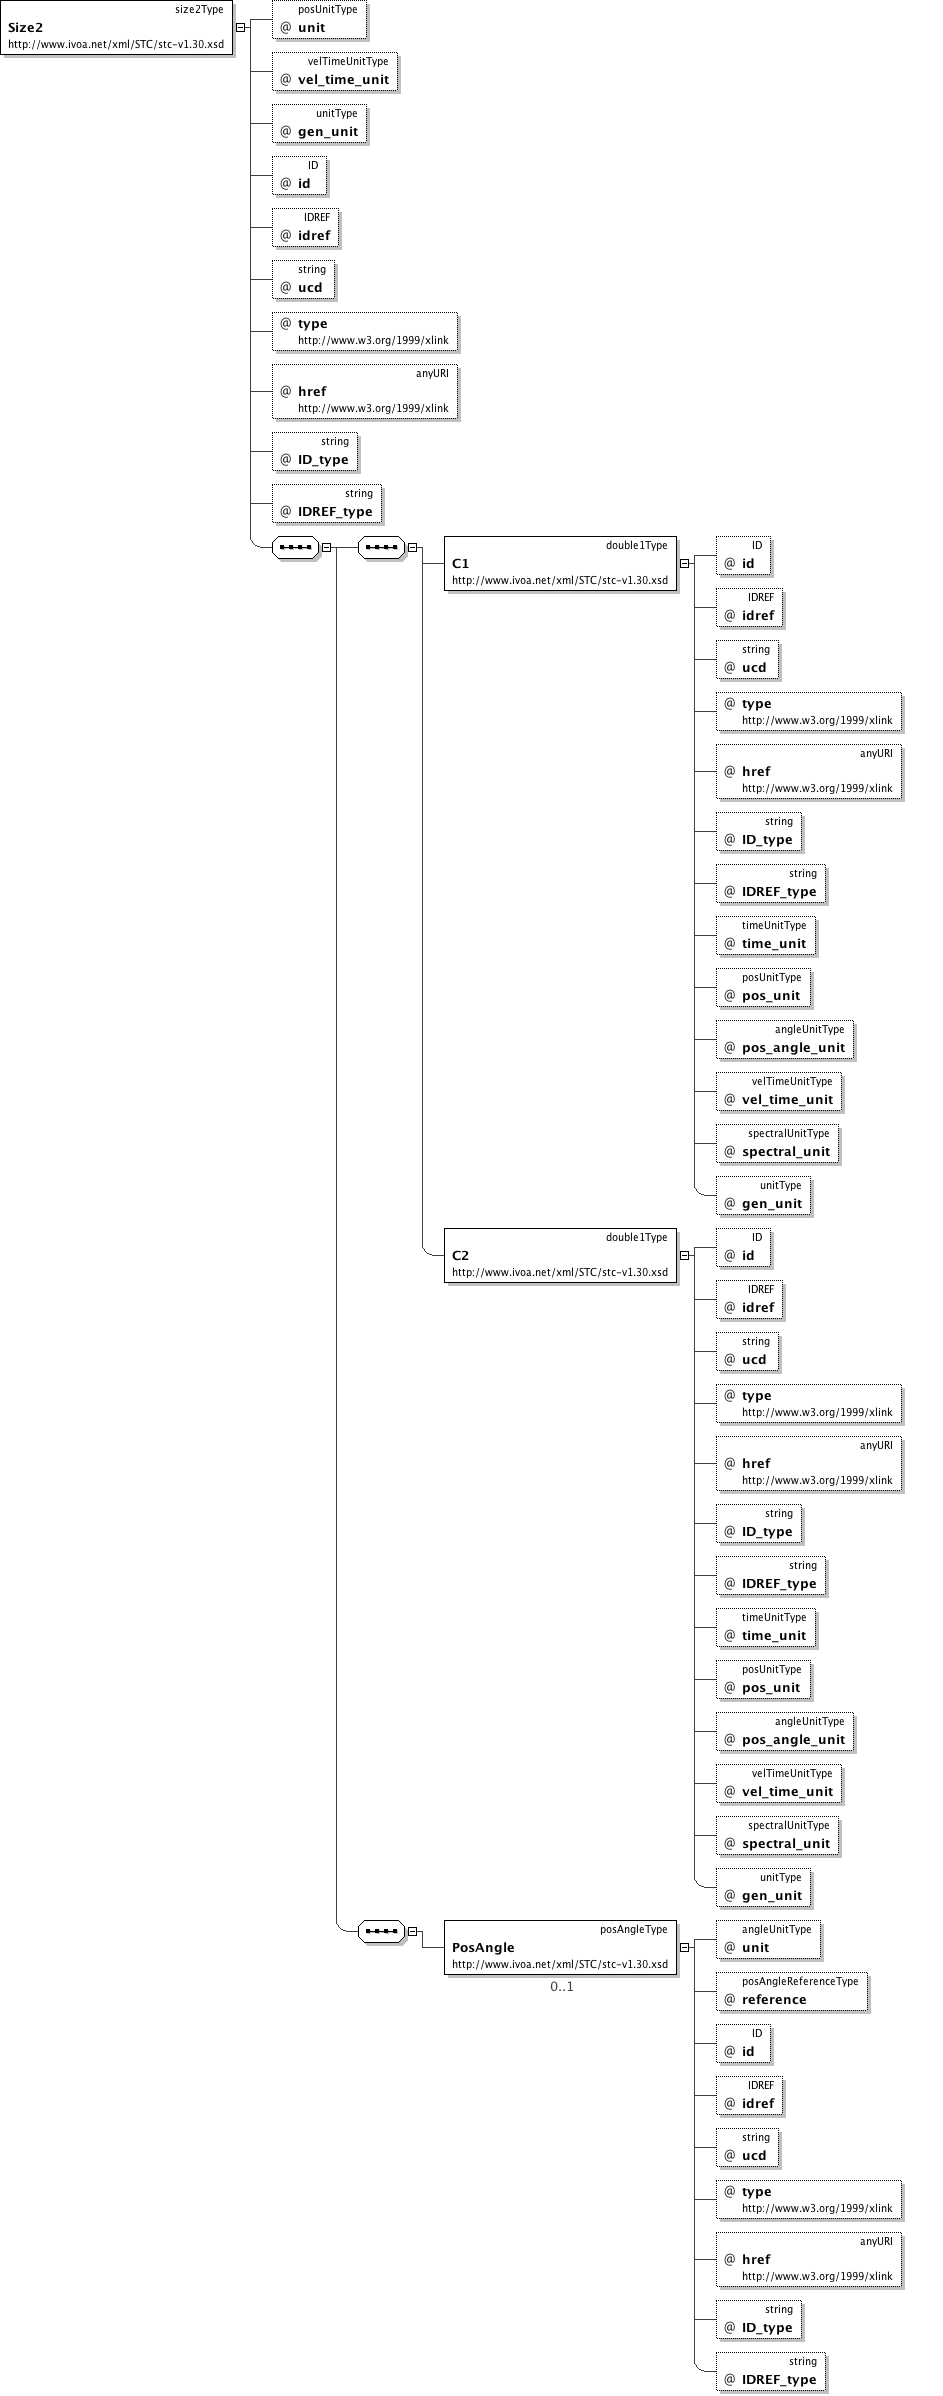 size2Type
Size2
http://www.ivoa.net/xml/STC/stc-v1.30.xsd
posUnitType
@ unit
velTimeUnitType
@ vel_time_unit
unitType
@ gen_unit
ID
@ id
IDREF
@ idref
string
@ ucd
@ type
http://www.w3.org/1999/xlink
anyURI
@ href
http://www.w3.org/1999/xlink
string
@ ID_type
string
@ IDREF_type
double1Type
C1
http://www.ivoa.net/xml/STC/stc-v1.30.xsd
ID
@ id
IDREF
@ idref
string
@ ucd
@ type
http://www.w3.org/1999/xlink
anyURI
@ href
http://www.w3.org/1999/xlink
string
@ ID_type
string
@ IDREF_type
timeUnitType
@ time_unit
posUnitType
@ pos_unit
angleUnitType
@ pos_angle_unit
velTimeUnitType
@ vel_time_unit
spectralUnitType
@ spectral_unit
unitType
@ gen_unit
double1Type
C2
http://www.ivoa.net/xml/STC/stc-v1.30.xsd
ID
@ id
IDREF
@ idref
string
@ ucd
@ type
http://www.w3.org/1999/xlink
anyURI
@ href
http://www.w3.org/1999/xlink
string
@ ID_type
string
@ IDREF_type
timeUnitType
@ time_unit
posUnitType
@ pos_unit
angleUnitType
@ pos_angle_unit
velTimeUnitType
@ vel_time_unit
spectralUnitType
@ spectral_unit
unitType
@ gen_unit
posAngleType
PosAngle
http://www.ivoa.net/xml/STC/stc-v1.30.xsd
0..1
angleUnitType
@ unit
posAngleReferenceType
@ reference
ID
@ id
IDREF
@ idref
string
@ ucd
@ type
http://www.w3.org/1999/xlink
anyURI
@ href
http://www.w3.org/1999/xlink
string
@ ID_type
string
@ IDREF_type